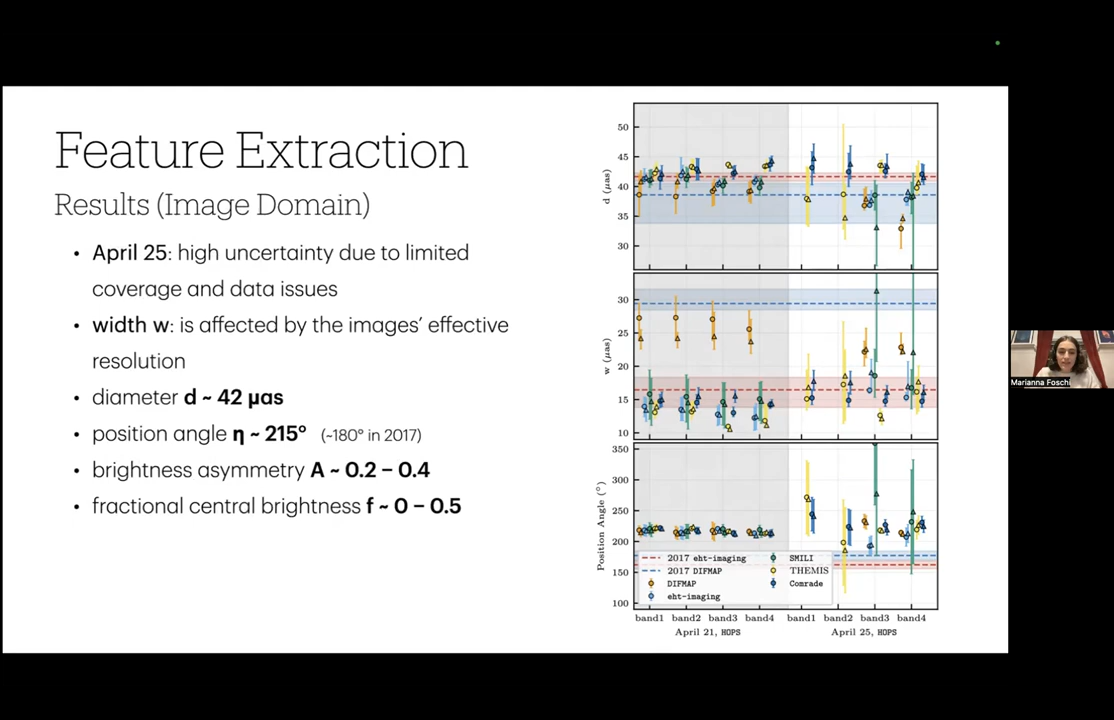 Feature Extraction
Results (Image Domain)
• April 25: high uncertainty due to limited
coverage and data issues
• width w: is affected by the images' effective
resolution
• diameter d ~ 42 μas
• position angle η ~ 215° (~180° in 2017)
• brightness asymmetry A ~ 0.2 – 0.4
• fractional central brightness f ~ 0 – 0.5
d (μas)
50
45
40
35
30
w (μas)
30
25
20
15
10
Position Angle (°)
350
300
250
200
150
100
2017 eht-imaging
2017 DIFMAP
DIFMAP
eht-imaging
SMILI
THEMIS
Comrade
band1 band2 band3 band4 band1 band2 band3 band4
April 21, HOPS April 25, HOPS
Marianna Foschi